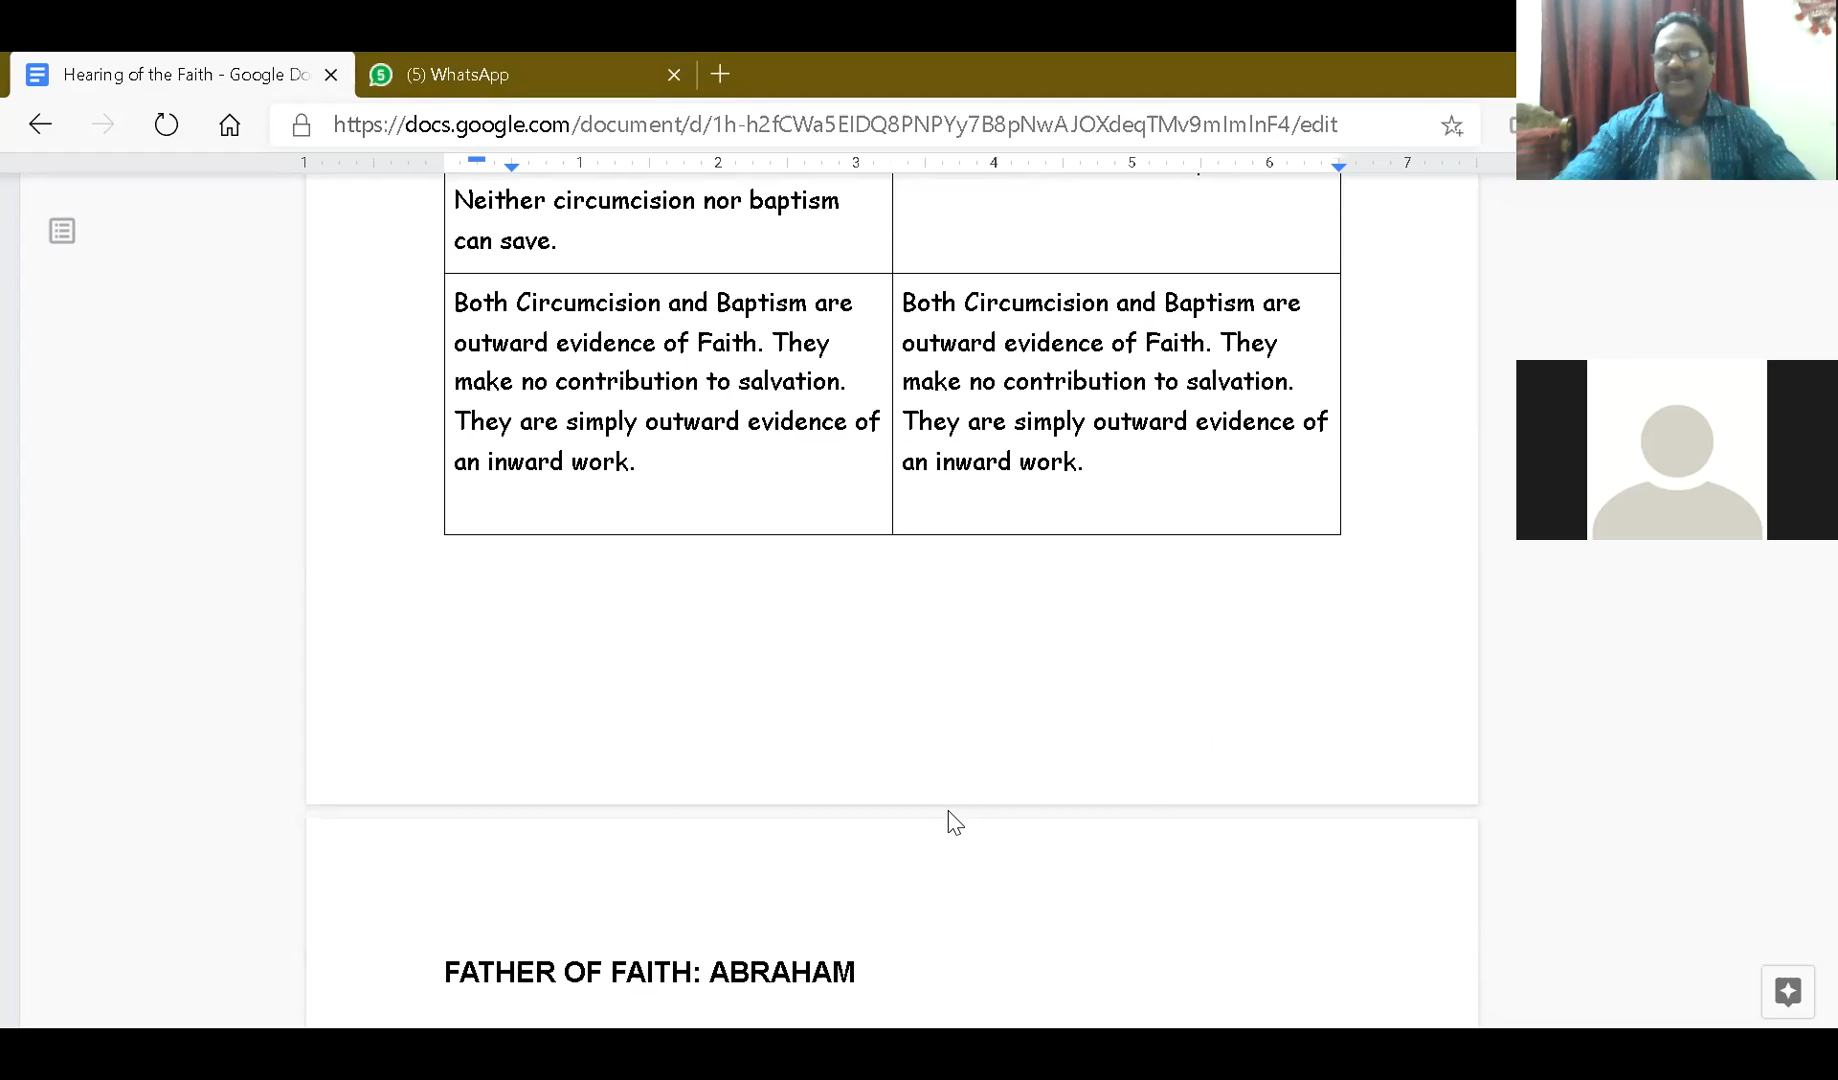 Hearing of the Faith - Google Do
(5) WhatsApp
https://docs.google.com/document/d/1h-h2fCWa5EIDQ8PNPYy7B8pNwAJOXdeqTMv9mImlnF4/edit
1 1 2 3 4 5 6 7
Neither circumcision nor baptism
can save.
Both Circumcision and Baptism are
outward evidence of Faith. They
make no contribution to salvation.
They are simply outward evidence of
an inward work.
Both Circumcision and Baptism are
outward evidence of Faith. They
make no contribution to salvation.
They are simply outward evidence of
an inward work.
FATHER OF FAITH: ABRAHAM